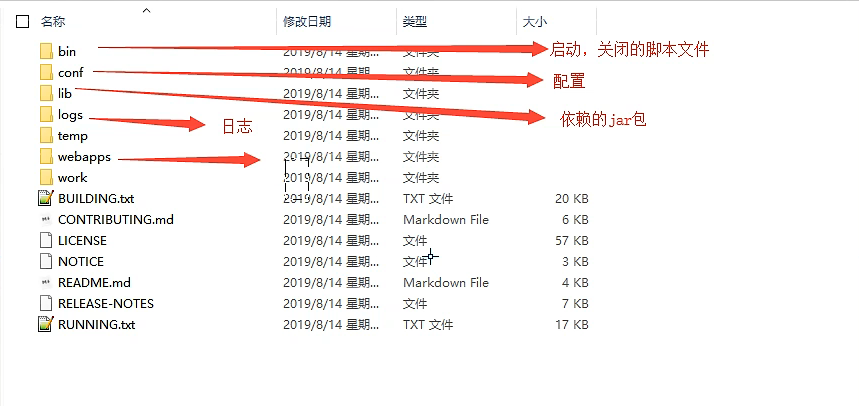 名称 修改日期 类型 大小
bin 2019/8/14 星期... 文件夹 启动，关闭的脚本文件
conf 2019/8/14 星期... 文件夹 配置
lib 2019/8/14 星期... 文件夹
logs 2019/8/14 星期... 文件夹 依赖的jar包
日志
temp 2019/8/14 星期... 文件夹
webapps 2019/8/14 星期... 文件夹
work 2019/8/14 星期... 文件夹
BUILDING.txt 2019/8/14 星期... TXT 文件 20 KB
CONTRIBUTING.md 2019/8/14 星期... Markdown File 6 KB
LICENSE 2019/8/14 星期... 文件 57 KB
NOTICE 2019/8/14 星期... 文件 3 KB
README.md 2019/8/14 星期... Markdown File 4 KB
RELEASE-NOTES 2019/8/14 星期... 文件 7 KB
RUNNING.txt 2019/8/14 星期... TXT 文件 17 KB